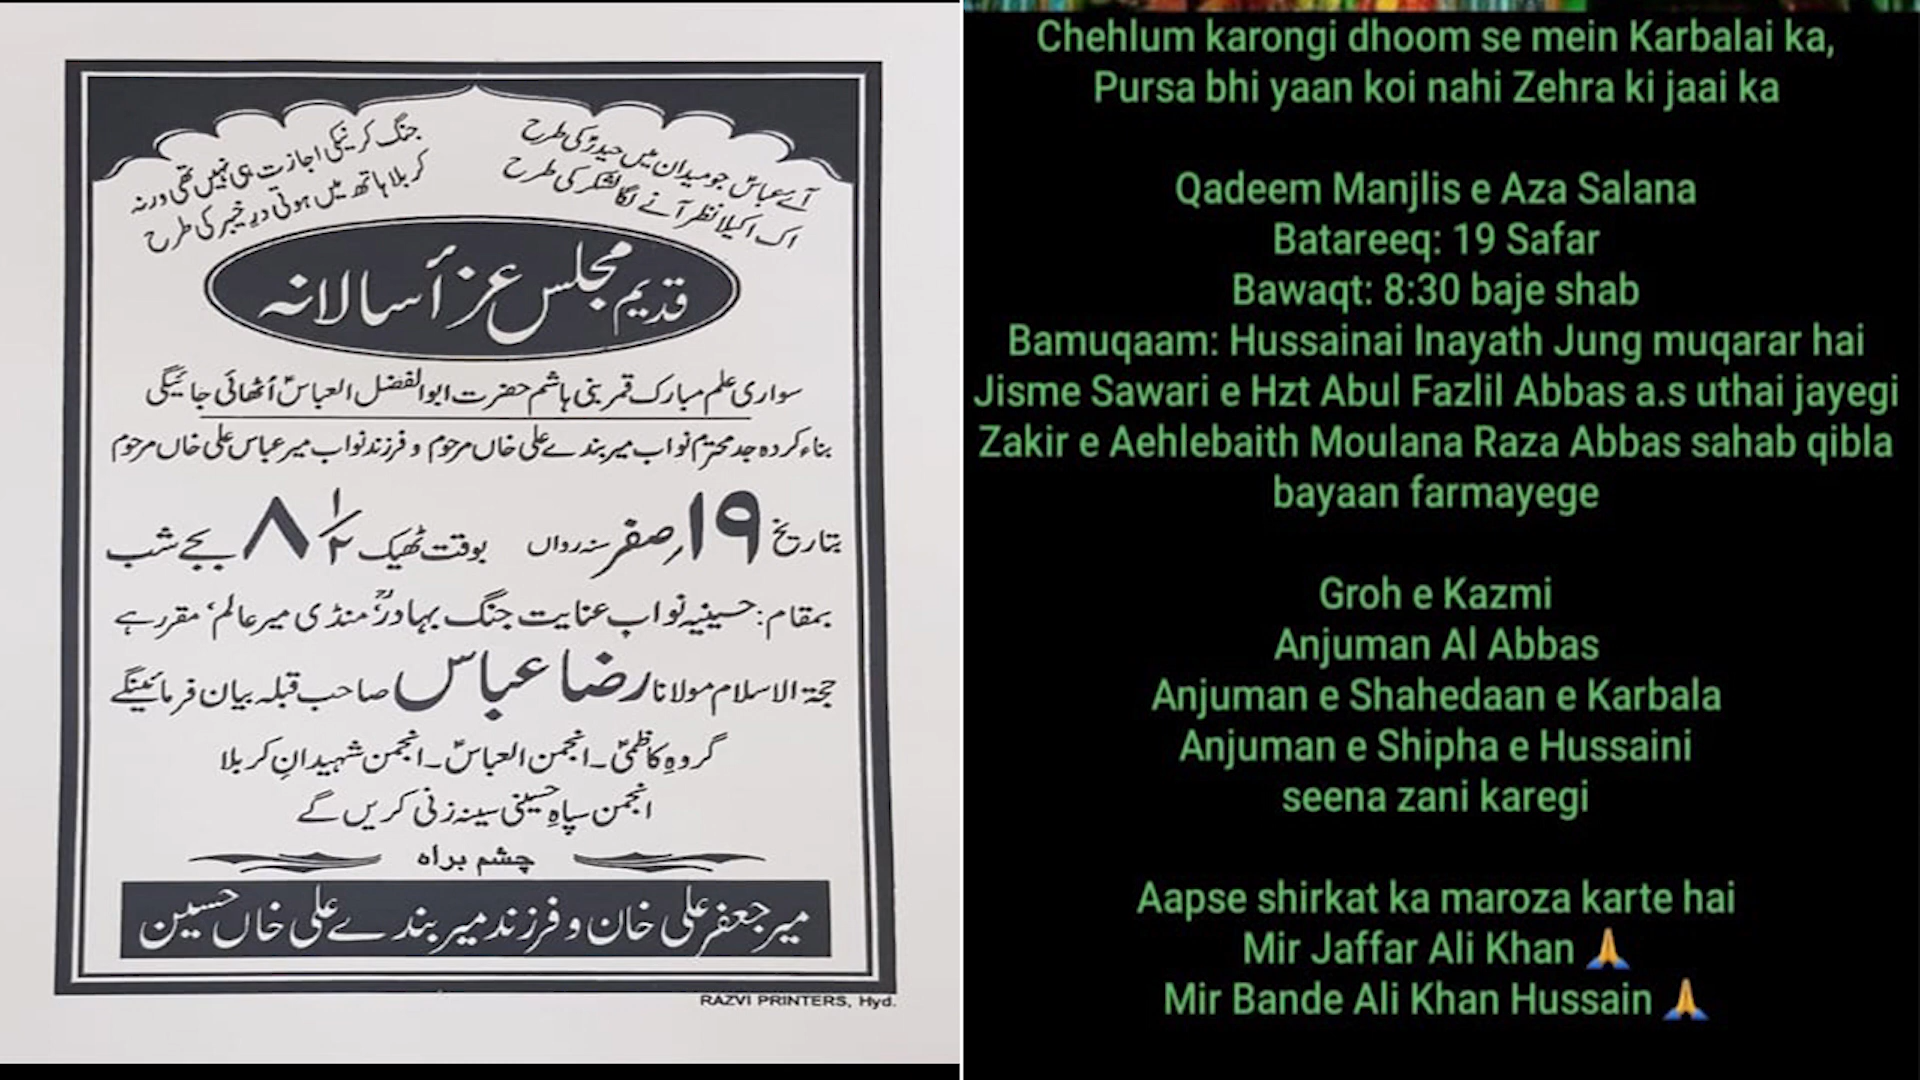 آے عباسؑ جو میدان میں حیدرؑ کی طرح
اک اکیلا نظر آنے لگا لشکر کی طرح
جنگ کرنیکی اجازت ہی نہیں تھی ورنہ
کربلا ہاتھ میں ہوتی درِ خیبر کی طرح
قدیم مجلس عزأ سالانہ
سواری علم مبارک قمر بنی ہاشم حضرت ابوالفضل العباسؑ أٹھائی جائیگی
بناء کردہ جد محترم نواب میر بندے علی خاں مرحوم و فرزند نواب میر عباس علی خاں مرحوم
بتاریخ ۱۹؍ صفر سنہ رواں بوقت ٹھیک ۸ ۱/۲ بجے شب
بمقام: حسینیہ نواب عنایت جنگ بہادرؒ، منڈی میر عالم، مقرر ہے
حجۃ الاسلام مولانا رضا عباس صاحب قبلہ بیان فرمائینگے
گروہِ کاظمیؑ ۔ انجمن العباسؑ ۔ انجمن شہیدانِ کربلا
انجمن سپاہِ حسینی سینہ زنی کریں گے
چشم براہ
میر جعفر علی خان و فرزند میر بندے علی خاں حسین
RAZVI PRINTERS, Hyd.
Chehlum karongi dhoom se mein Karbalai ka,
Pursa bhi yaan koi nahi Zehra ki jaai ka
Qadeem Manjlis e Aza Salana
Batareeq: 19 Safar
Bawaqt: 8:30 baje shab
Bamuqaam: Hussainai Inayath Jung muqarar hai
Jisme Sawari e Hzt Abul Fazlil Abbas a.s uthai jayegi
Zakir e Aehlebaith Moulana Raza Abbas sahab qibla
bayaan farmayege
Groh e Kazmi
Anjuman Al Abbas
Anjuman e Shahedaan e Karbala
Anjuman e Shipha e Hussaini
seena zani karegi
Aapse shirkat ka maroza karte hai
Mir Jaffar Ali Khan 🙏
Mir Bande Ali Khan Hussain 🙏